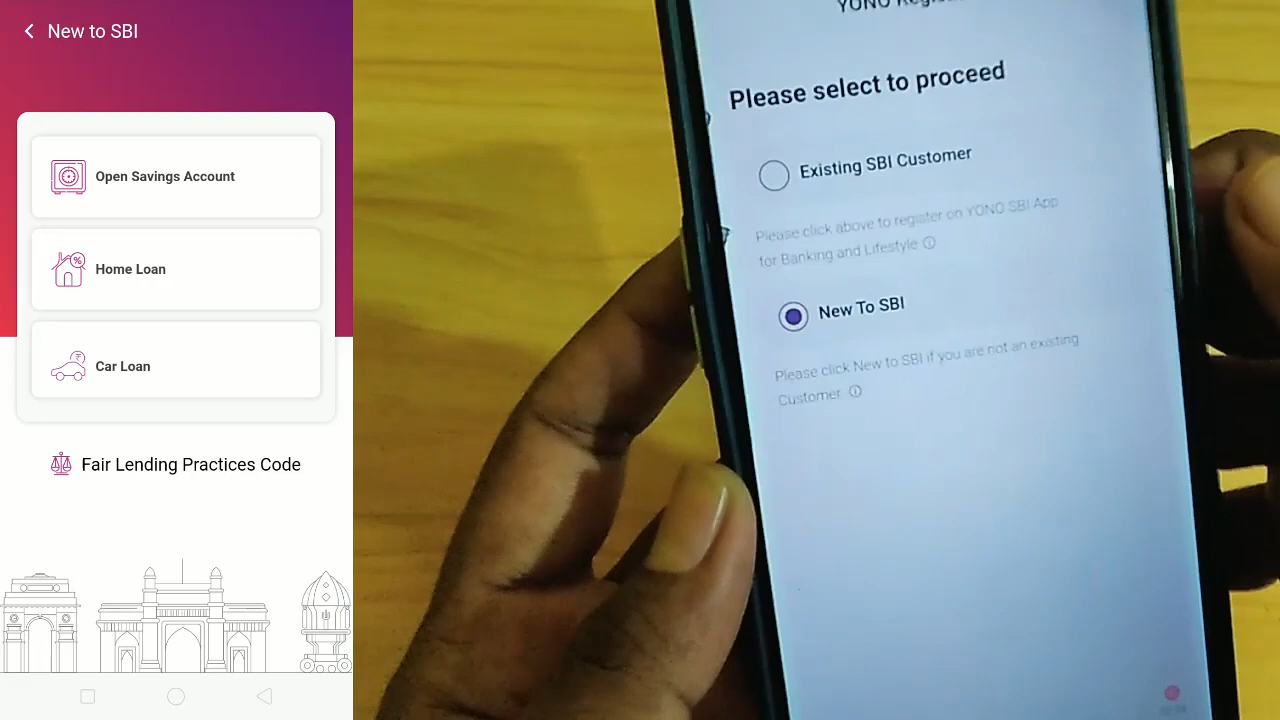 New to SBI
Open Savings Account
Home Loan
Car Loan
Fair Lending Practices Code
YONO
Please select to proceed
Existing SBI Customer
Please click above to register on YONO SBI App
for Banking and Lifestyle
New To SBI
Please click New to SBI if you are not an existing
Customer